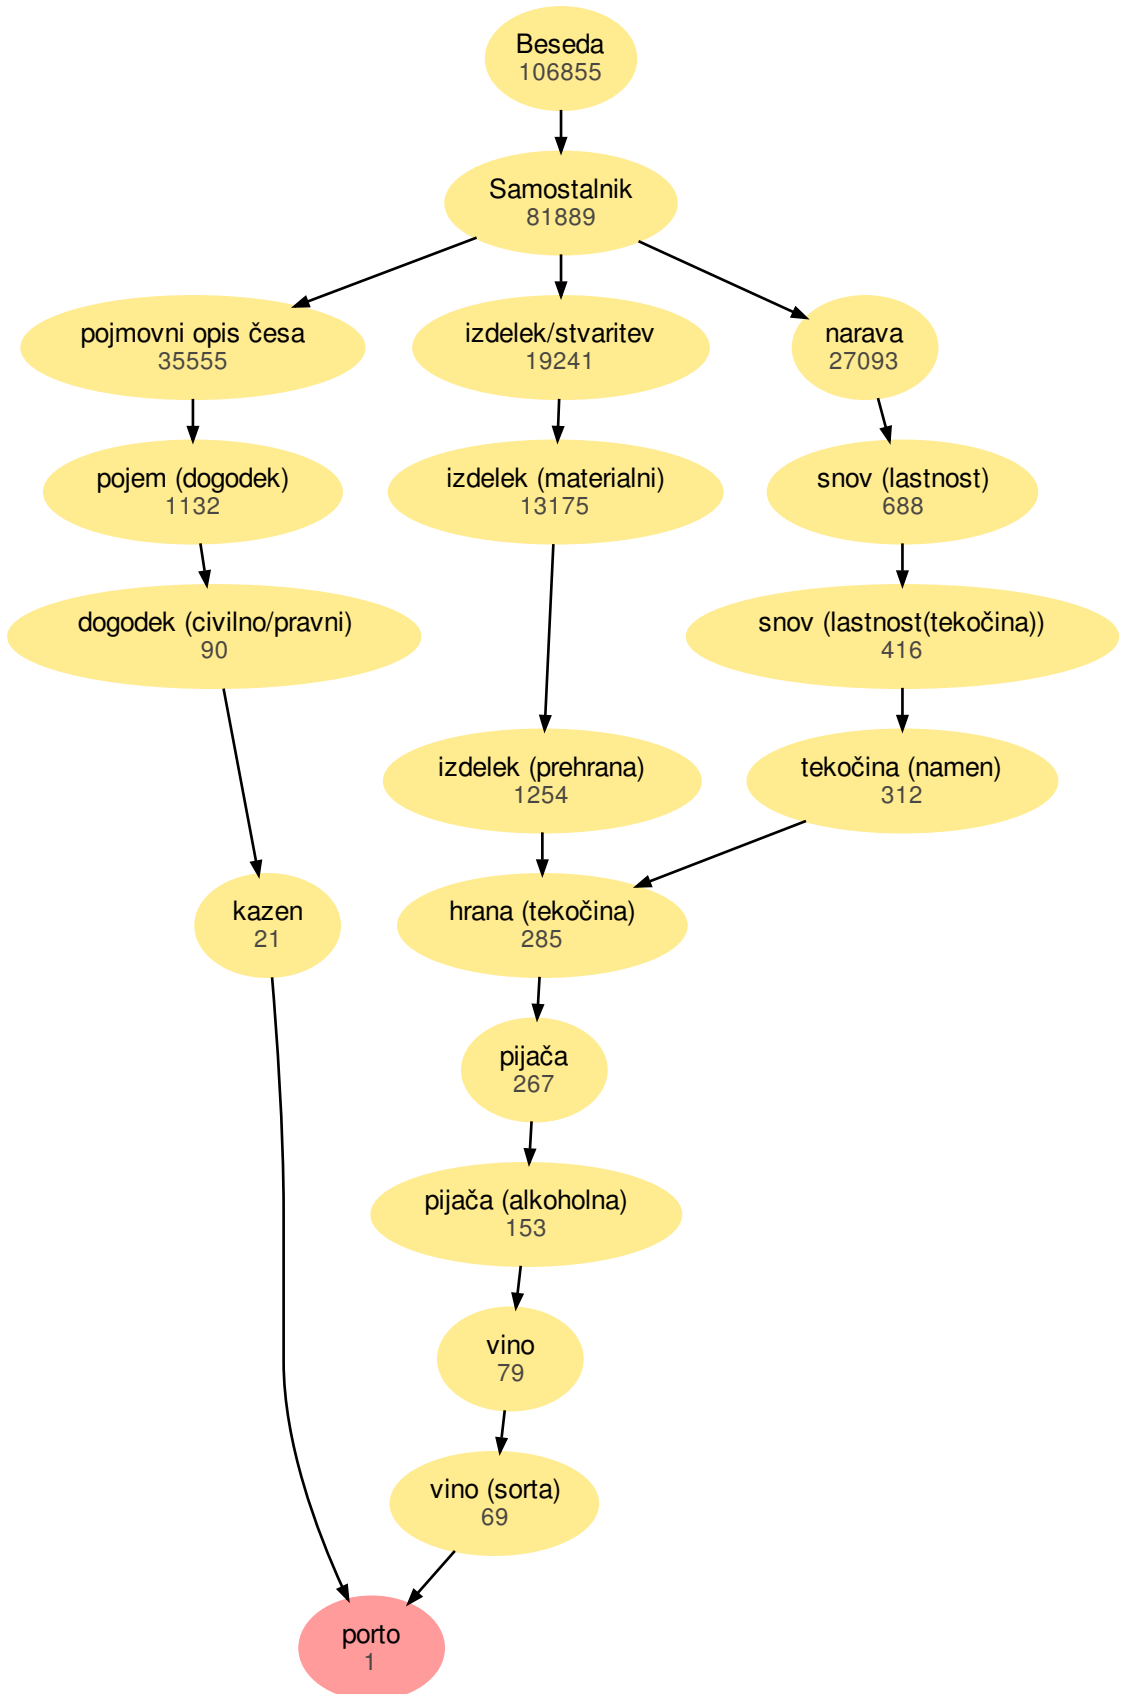 Beseda
106855
Samostalnik
81889
pojmovni opis česa
35555
izdelek/stvaritev
19241
narava
27093
pojem (dogodek)
1132
izdelek (materialni)
13175
snov (lastnost)
688
dogodek (civilno/pravni)
90
snov (lastnost(tekočina))
416
izdelek (prehrana)
1254
tekočina (namen)
312
kazen
21
hrana (tekočina)
285
pijača
267
pijača (alkoholna)
153
vino
79
vino (sorta)
69
porto
1